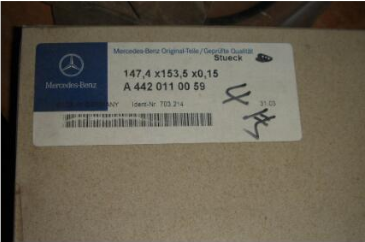 Mercedes-Benz Original-Teile / Geprüfte Qualität
Stueck
Mercedes-Benz
147,4 x153,5 x0,15
A 442 011 00 59
Ident-Nr. 703 214
4